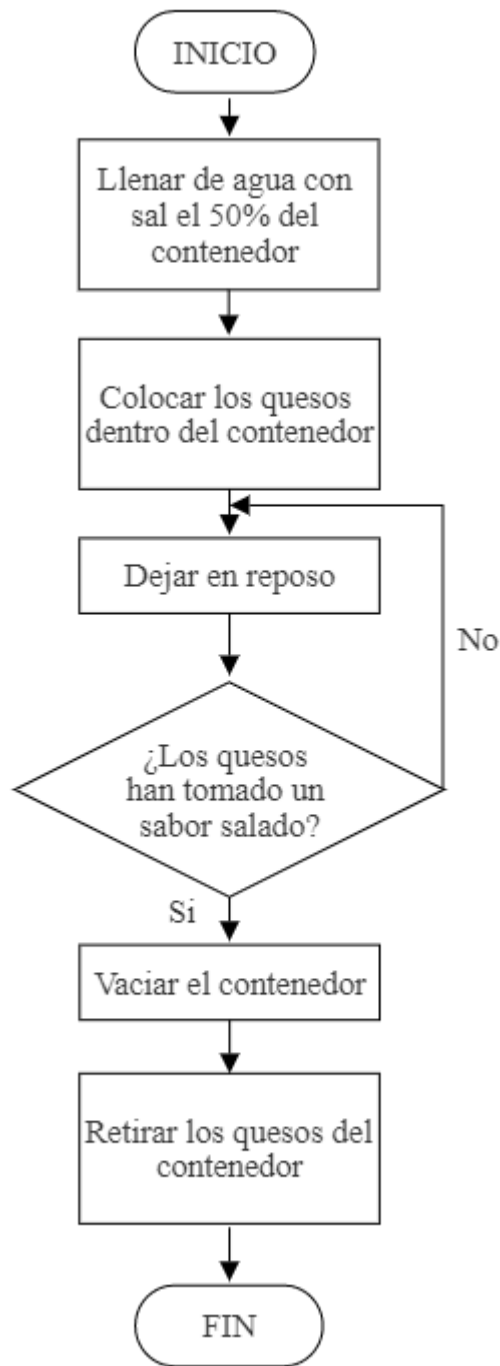 INICIO
Llenar de agua con
sal el 50% del
contenedor
Colocar los quesos
dentro del contenedor
Dejar en reposo
No
¿Los quesos
han tomado un
sabor salado?
Si
Vaciar el contenedor
Retirar los quesos del
contenedor
FIN